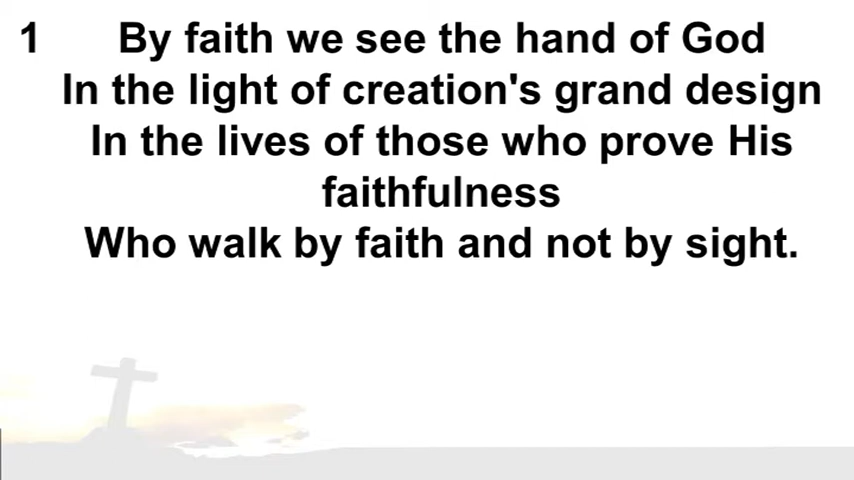 1 By faith we see the hand of God
In the light of creation's grand design
In the lives of those who prove His
faithfulness
Who walk by faith and not by sight.